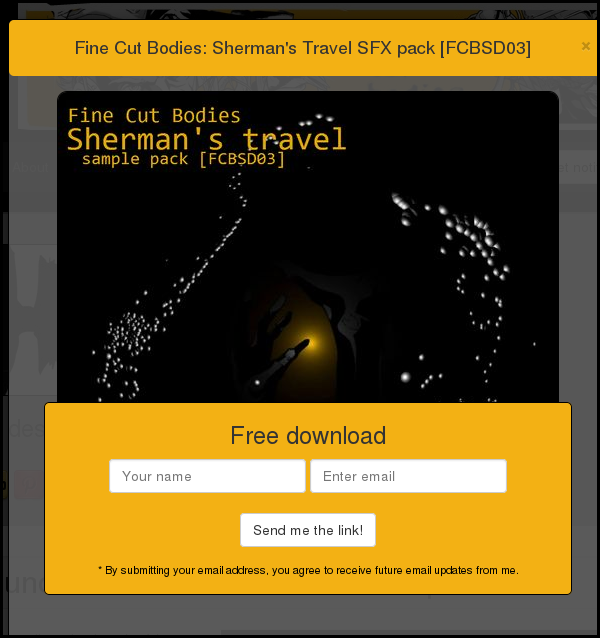 Fine Cut Bodies: Sherman's Travel SFX pack [FCBSD03]
×
Fine Cut Bodies
Sherman's travel
sample pack [FCBSD03]
Free download
Your name
Enter email
Send me the link!
* By submitting your email address, you agree to receive future email updates from me.